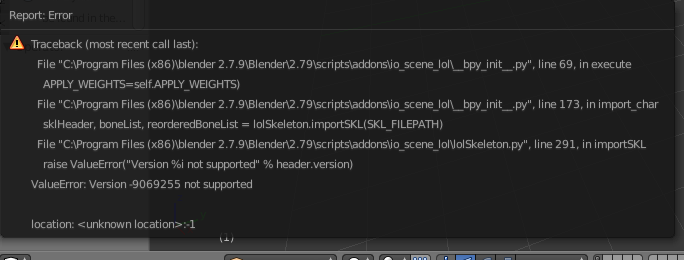 Report: Error
Traceback (most recent call last):
File "C:\Program Files (x86)\blender 2.7.9\Blender\2.79\scripts\addons\io_scene_lol\__bpy_init__.py", line 69, in execute
APPLY_WEIGHTS=self.APPLY_WEIGHTS)
File "C:\Program Files (x86)\blender 2.7.9\Blender\2.79\scripts\addons\io_scene_lol\__bpy_init__.py", line 173, in import_char
sklHeader, boneList, reorderedBoneList = lolSkeleton.importSKL(SKL_FILEPATH)
File "C:\Program Files (x86)\blender 2.7.9\Blender\2.79\scripts\addons\io_scene_lol\lolSkeleton.py", line 291, in importSKL
raise ValueError("Version %i not supported" % header.version)
ValueError: Version -9069255 not supported
location: <unknown location>:-1
(1)